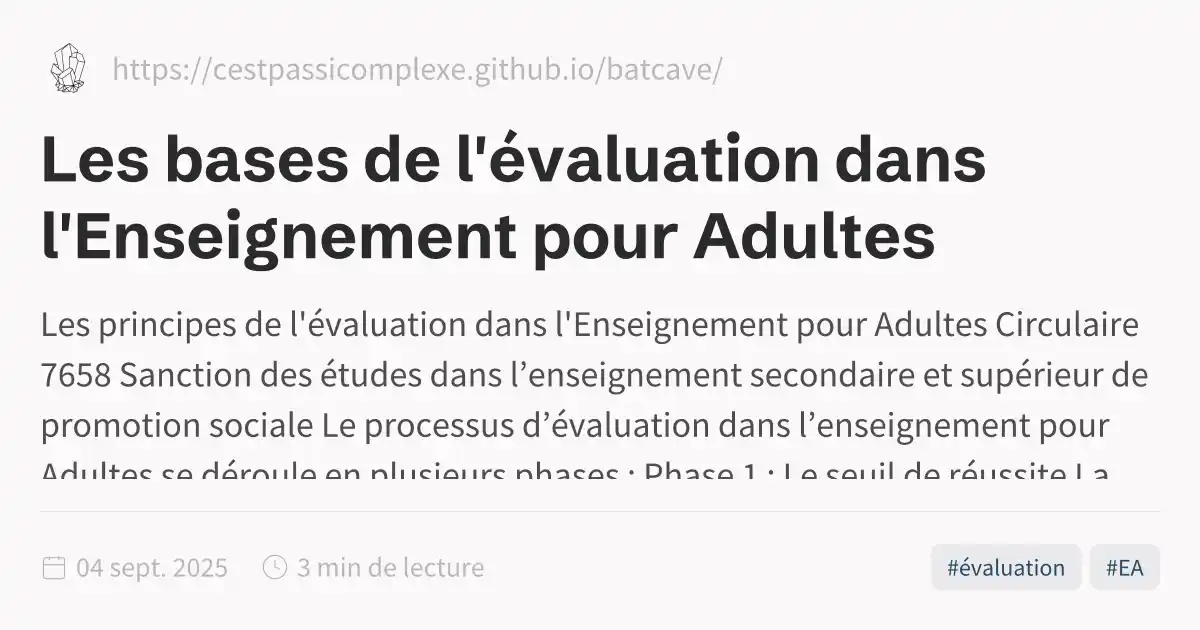 https://cestpassicomplexe.github.io/batcave/
Les bases de l'évaluation dans
l'Enseignement pour Adultes
Les principes de l'évaluation dans l'Enseignement pour Adultes Circulaire
7658 Sanction des études dans l’enseignement secondaire et supérieur de
promotion sociale Le processus d’évaluation dans l’enseignement pour
Adultes se déroule en plusieurs phases : Phase 1 : Le seuil de réussite La
04 sept. 2025
3 min de lecture
#évaluation
#EA